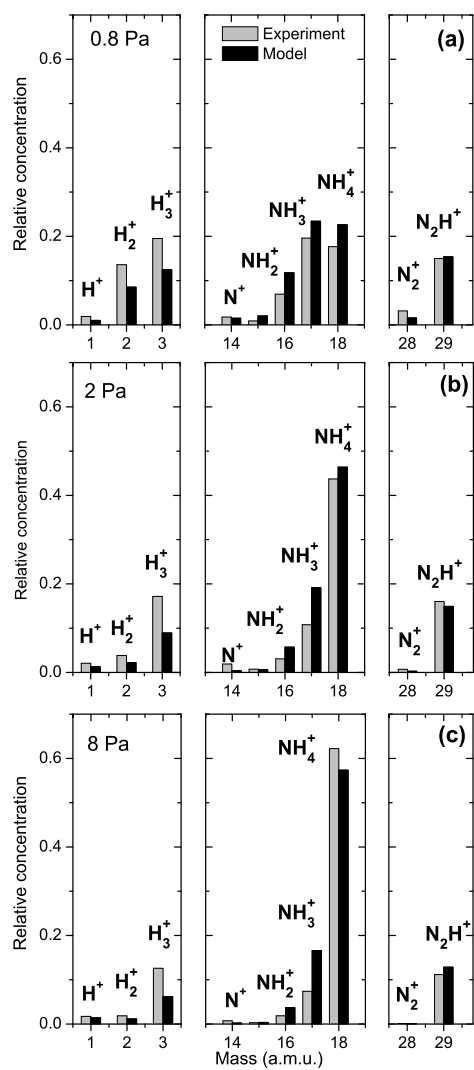 0.8 Pa
Experiment
Model
(a)
Relative concentration
0.6
0.4
0.2
0.0
H⁺
H₂⁺
H₃⁺
N⁺
NH₂⁺
NH₃⁺
NH₄⁺
N₂⁺
N₂H⁺
1 2 3 14 16 18 28 29
2 Pa
(b)
Relative concentration
0.6
0.4
0.2
0.0
H⁺
H₂⁺
H₃⁺
N⁺
NH₂⁺
NH₃⁺
NH₄⁺
N₂⁺
N₂H⁺
1 2 3 14 16 18 28 29
8 Pa
(c)
Relative concentration
0.6
0.4
0.2
0.0
H⁺
H₂⁺
H₃⁺
N⁺
NH₂⁺
NH₃⁺
NH₄⁺
N₂⁺
N₂H⁺
1 2 3 14 16 18 28 29
Mass (a.m.u.)